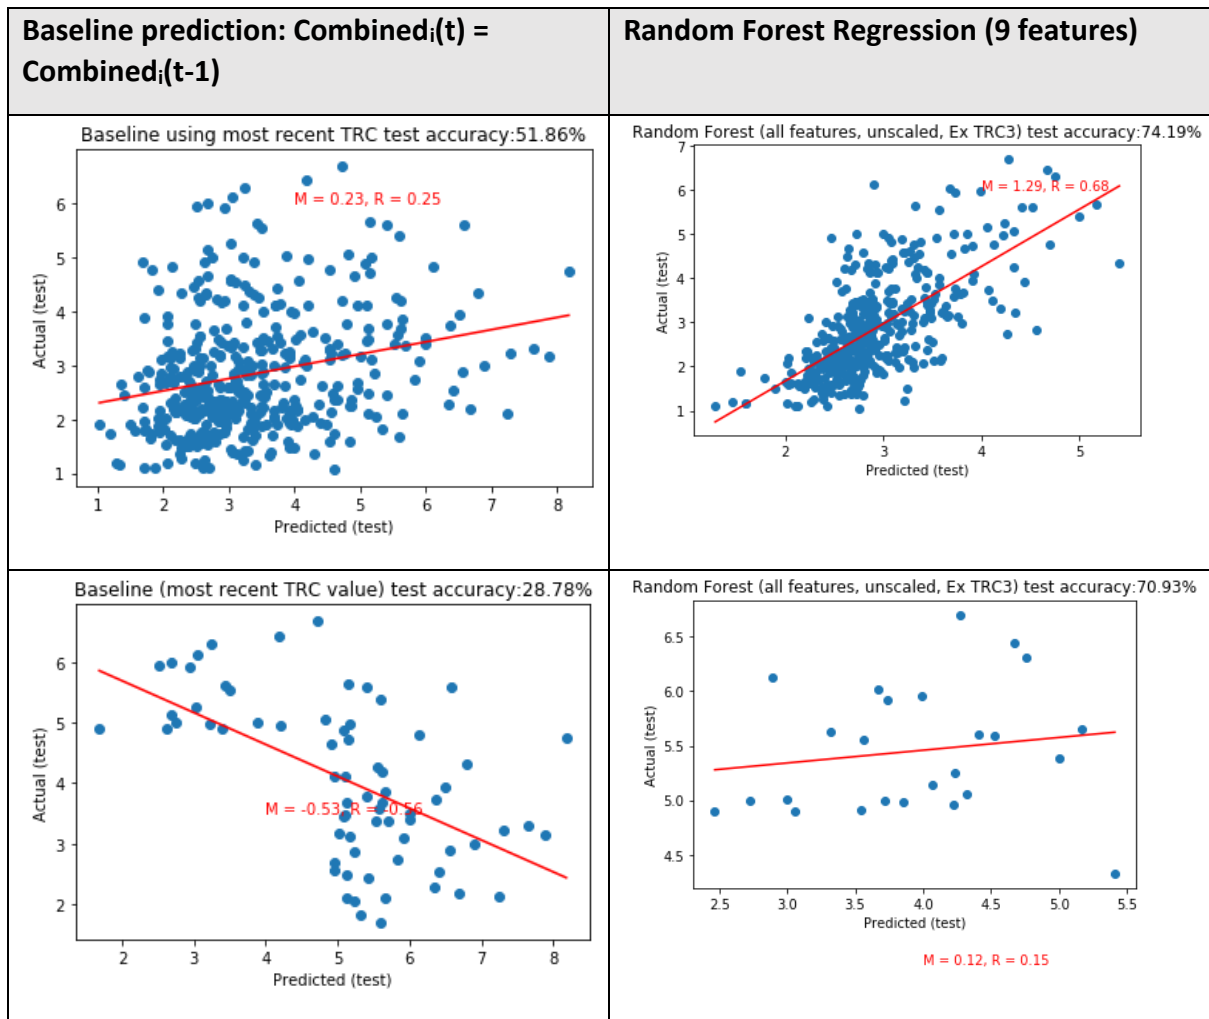 Baseline prediction: Combinedᵢ(t) =
Combinedᵢ(t-1)
Random Forest Regression (9 features)
Baseline using most recent TRC test accuracy:51.86%
M = 0.23, R = 0.25
6
5
4
3
2
1
Actual (test)
1 2 3 4 5 6 7 8
Predicted (test)
Random Forest (all features, unscaled, Ex TRC3) test accuracy:74.19%
M = 1.29, R = 0.68
7
6
5
4
3
2
1
Actual (test)
2 3 4 5
Predicted (test)
Baseline (most recent TRC value) test accuracy:28.78%
6
5
4
3
2
M = -0.53, R = -0.56
Actual (test)
2 3 4 5 6 7 8
Predicted (test)
Random Forest (all features, unscaled, Ex TRC3) test accuracy:70.93%
6.5
6.0
5.5
5.0
4.5
Actual (test)
2.5 3.0 3.5 4.0 4.5 5.0 5.5
Predicted (test)
M = 0.12, R = 0.15